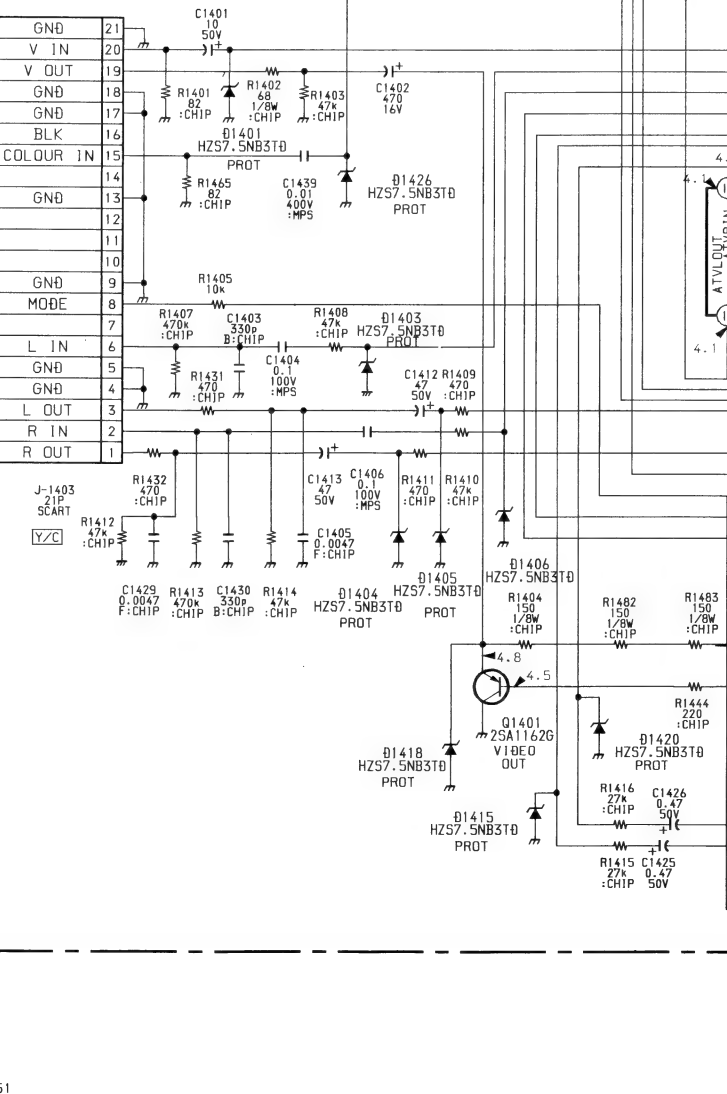 C1401
10
50V
GND 21
V IN 20
V OUT 19
GND 18
GND 17
BLK 16
COLOUR IN 15
14
GND 13
12
11
10
GND 9
MODE 8
7
L IN 6
GND 5
GND 4
L OUT 3
R IN 2
R OUT 1
J-1403
21P
SCART
Y/C
R1401
82
:CHIP
R1402
68
1/8W
:CHIP
R1403
47k
:CHIP
C1402
470
16V
D1401
HZS7.5NB3TD
PROT
R1465
82
:CHIP
C1439
0.01
400V
:MPS
D1426
HZS7.5NB3TD
PROT
4.
4.1
ATVLOUT
4.1
R1405
10k
R1407
470k
:CHIP
C1403
330p
B:CHIP
R1408
47k
:CHIP
D1403
HZS7.5NB3TD
PROT
C1404
0.1
100V
:MPS
R1431
470
:CHIP
C1412
47
50V
R1409
470
:CHIP
R1432
470
:CHIP
C1413
47
50V
C1406
0.1
100V
:MPS
R1411
470
:CHIP
R1410
47k
:CHIP
R1412
47k
:CHIP
C1405
0.0047
F:CHIP
C1429
0.0047
F:CHIP
R1413
470k
:CHIP
C1430
330p
B:CHIP
R1414
47k
:CHIP
D1404
HZS7.5NB3TD
PROT
D1405
HZS7.5NB3TD
PROT
D1406
HZS7.5NB3TD
R1404
150
1/8W
:CHIP
R1482
150
1/8W
:CHIP
R1483
150
1/8W
:CHIP
4.8
4.5
Q1401
2SA1162G
VIDEO
OUT
R1444
220
:CHIP
D1418
HZS7.5NB3TD
PROT
D1420
HZS7.5NB3TD
PROT
D1415
HZS7.5NB3TD
PROT
R1416
27k
:CHIP
C1426
0.47
50V
R1415
27k
:CHIP
C1425
0.47
50V
51